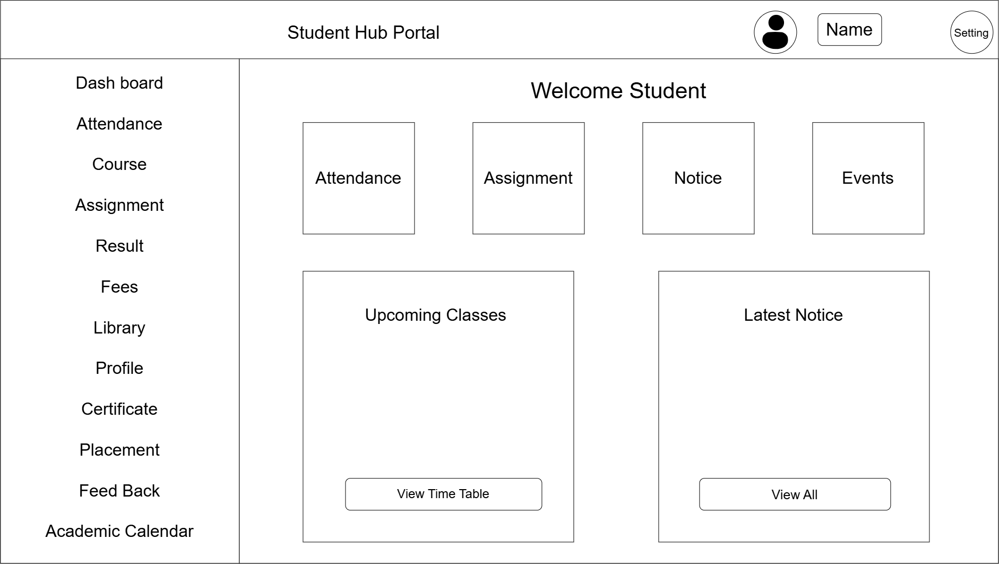 Student Hub Portal
Name
Setting
Dash board
Attendance
Course
Assignment
Result
Fees
Library
Profile
Certificate
Placement
Feed Back
Academic Calendar
Welcome Student
Attendance
Assignment
Notice
Events
Upcoming Classes
View Time Table
Latest Notice
View All